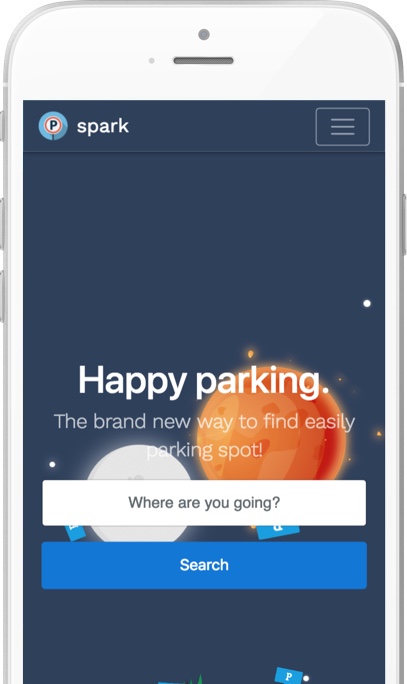 P spark
Happy parking.
The brand new way to find easily
parking spot!
Where are you going?
P
Search
P